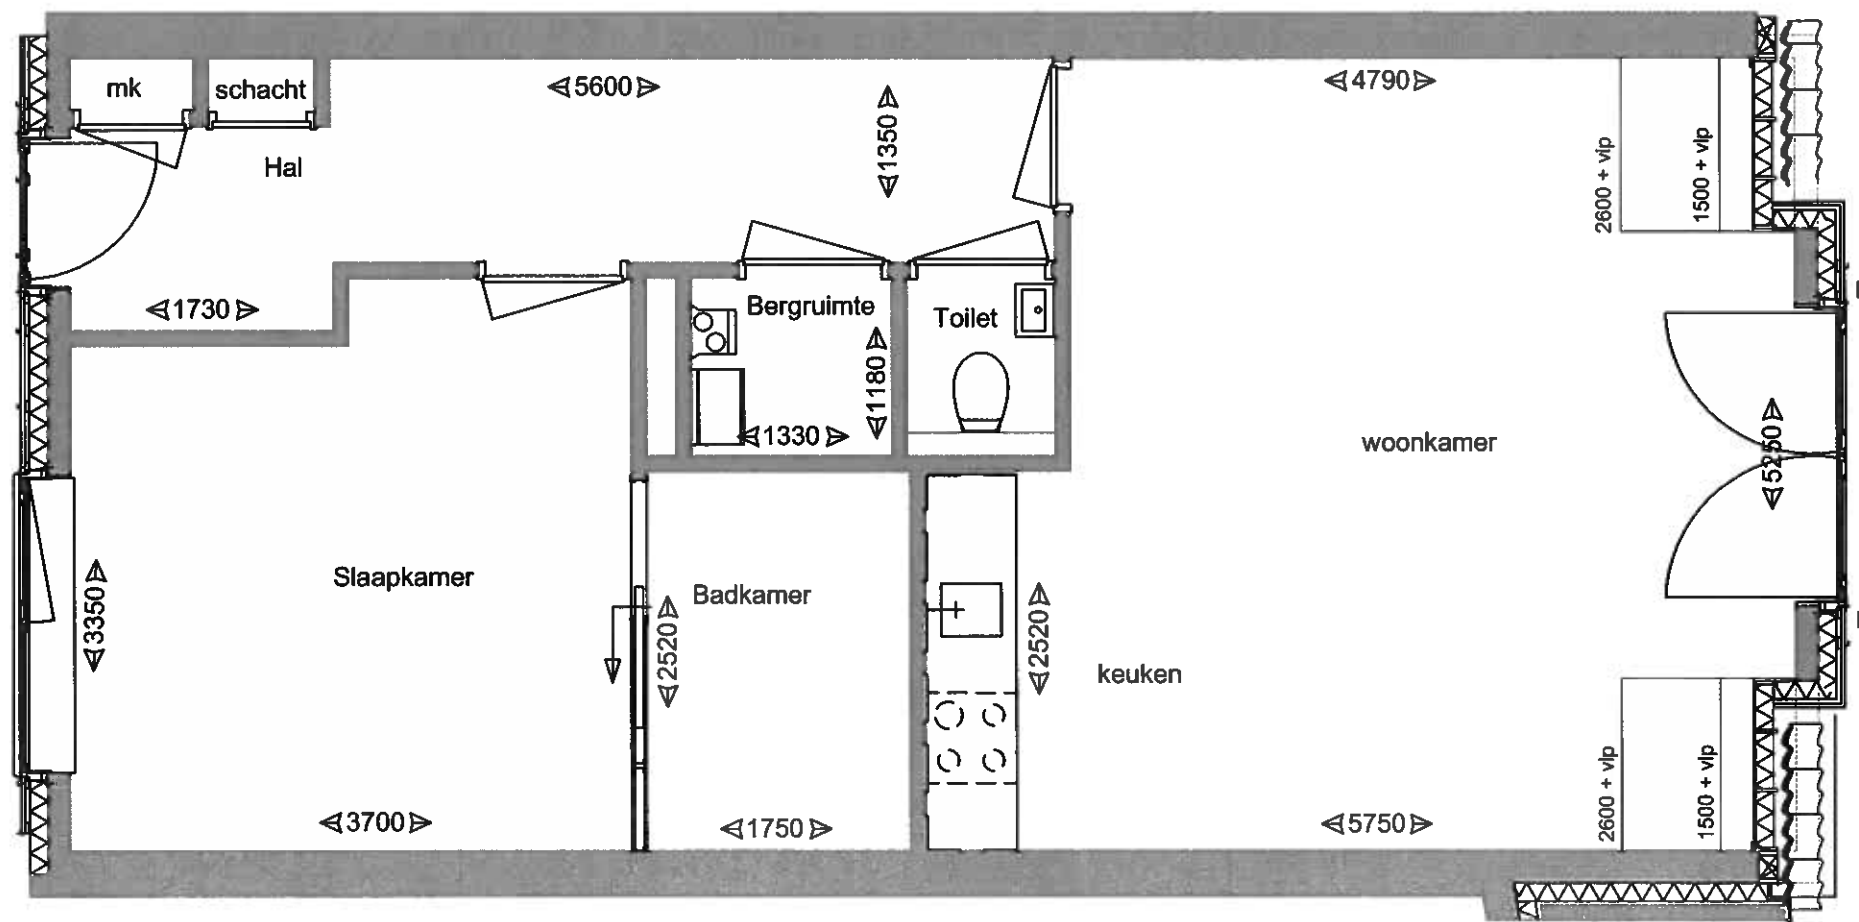 mk
schacht
5600
4790
1350
Hal
2600 + vlp
1500 + vlp
1730
Bergruimte
Toilet
1180
1330
woonkamer
5250
Slaapkamer
Badkamer
3350
2520
2520
keuken
2600 + vlp
1500 + vlp
3700
1750
5750